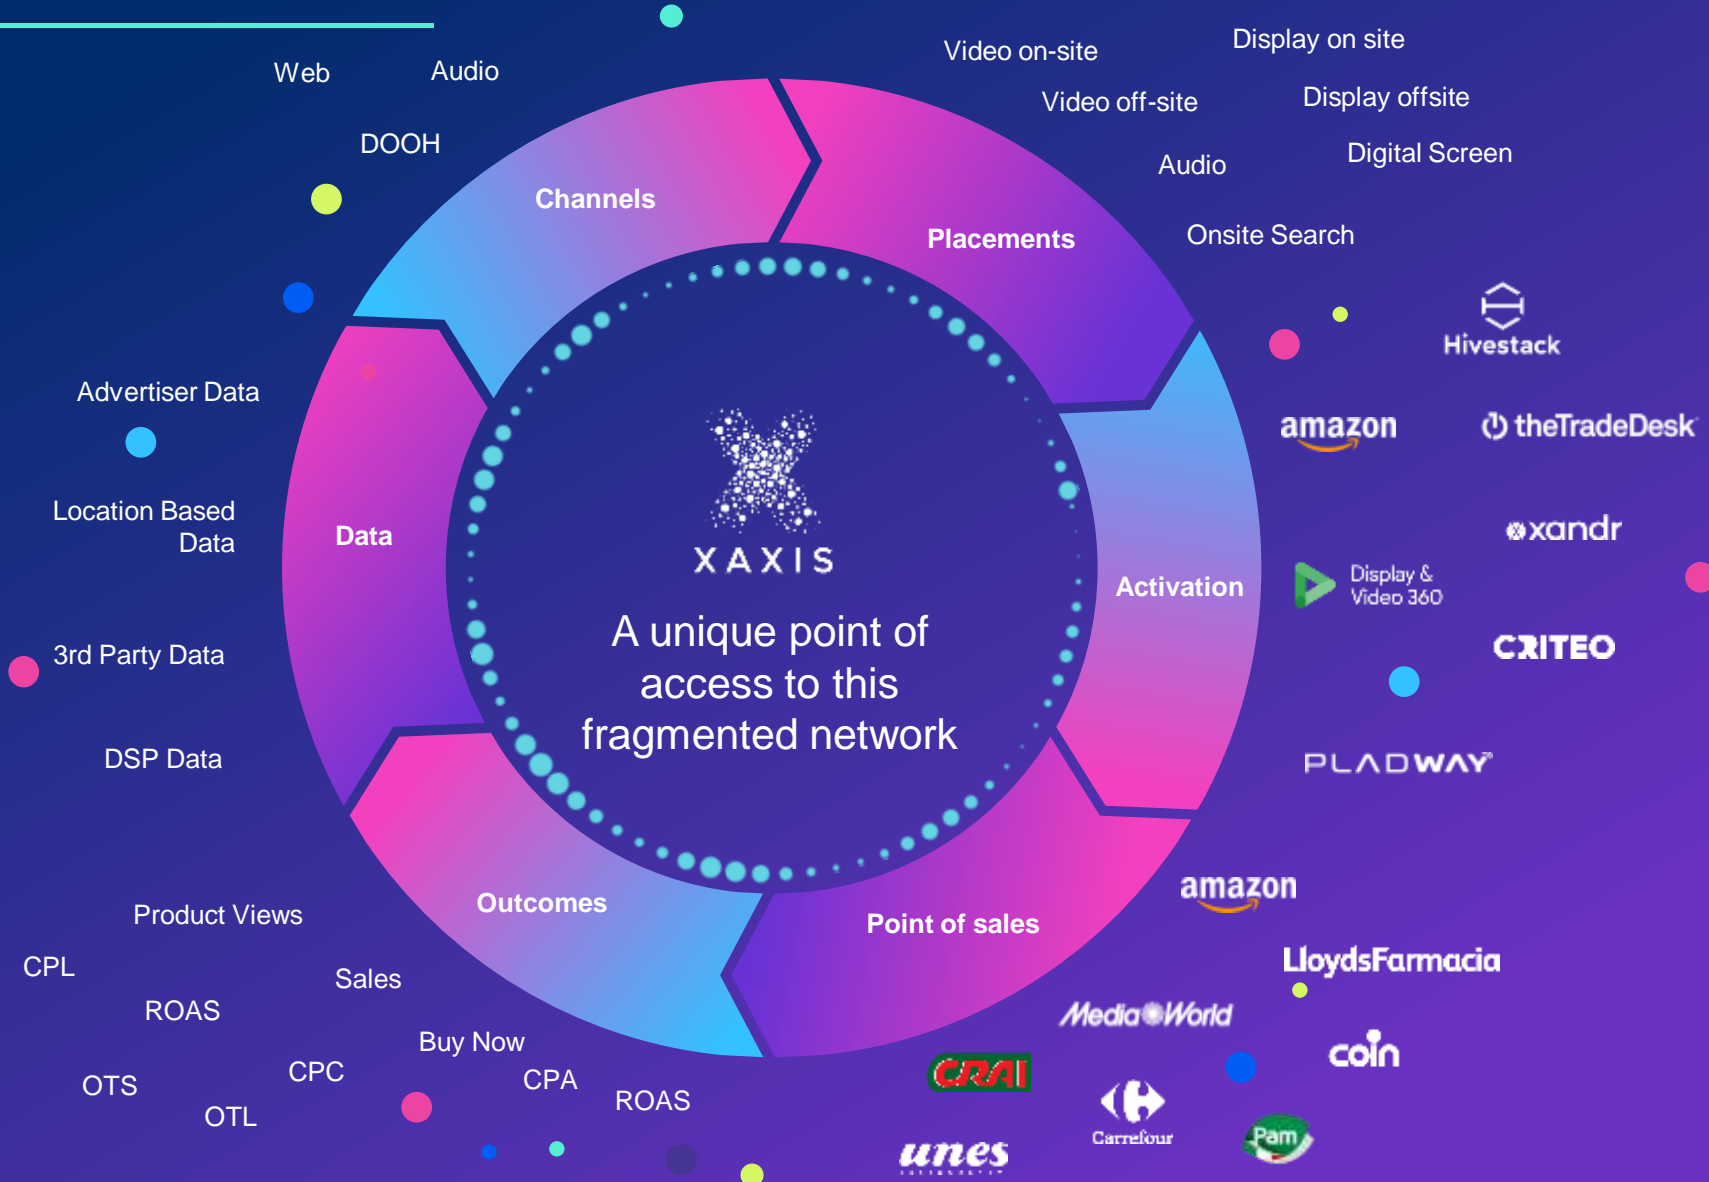 Web
Audio
DOOH
Channels
Video on-site
Display on site
Video off-site
Display offsite
Audio
Digital Screen
Onsite Search
Placements
Hivestack
amazon
theTradeDesk
xandr
Display &
Video 360
CRITEO
PLADWAY
Activation
Advertiser Data
Location Based
Data
3rd Party Data
DSP Data
Data
XAXIS
A unique point of
access to this
fragmented network
Outcomes
Product Views
CPL
Sales
ROAS
Buy Now
CPC
CPA
OTS
ROAS
OTL
Point of sales
amazon
LloydsFarmacia
MediaWorld
coin
CRAI
Carrefour
Pam
unes